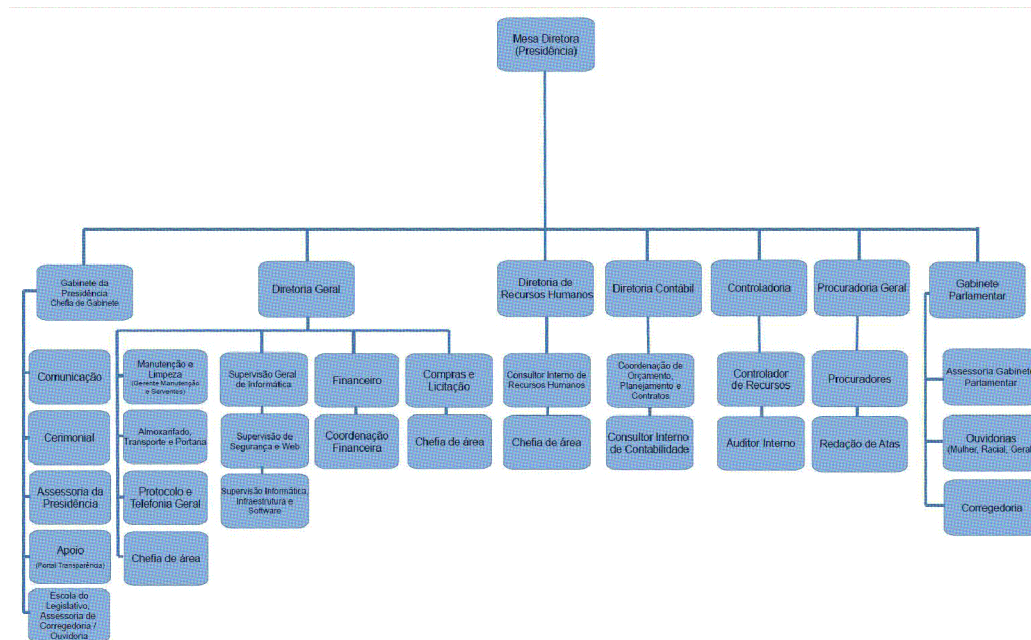 Mesa Diretora
(Presidência)
Gabinete da
Presidência
Chefia de Gabinete
Diretoria Geral
Diretoria de
Recursos Humanos
Diretoria Contábil
Controladoria
Procuradoria Geral
Gabinete
Parlamentar
Comunicação
Cerimonial
Assessoria da
Presidência
Apoio
(Portal Transparência)
Escola do
Legislativo,
Assessoria de
Corregedoria /
Ouvidoria
Manutenção e
Limpeza
(Gerente Manutenção
e Serventes)
Almoxarifado,
Transporte e Portaria
Protocolo e
Telefonia Geral
Chefia de área
Supervisão Geral
de Informática
Supervisão de
Segurança e Web
Supervisão Informática,
Infraestrutura e
Software
Financeiro
Coordenação
Financeira
Compras e
Licitação
Chefia de área
Consultor Interno de
Recursos Humanos
Chefia de área
Coordenação de
Orçamento,
Planejamento e
Contratos
Consultor Interno
de Contabilidade
Controlador
de Recursos
Auditor Interno
Procuradores
Redação de Atas
Assessoria Gabinete
Parlamentar
Ouvidorias
(Mulher, Racial, Geral
Corregedoria